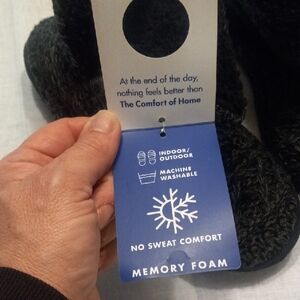 At the end of the day,
nothing feels better than
The Comfort of Home
INDOOR/
OUTDOOR
MACHINE
WASHABLE
NO SWEAT COMFORT
MEMORY FOAM